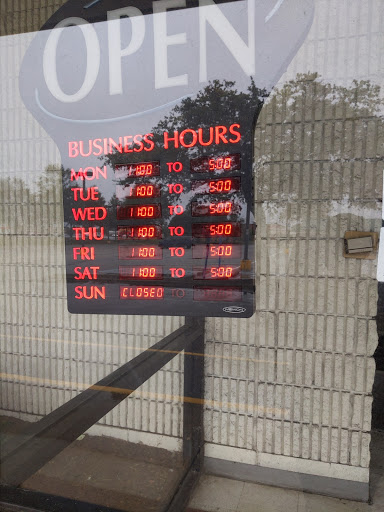 OPEN
BUSINESS HOURS
MON 11:00 TO 5:00
TUE 11:00 TO 5:00
WED 11:00 TO 5:00
THU 11:00 TO 5:00
FRI 11:00 TO 5:00
SAT 11:00 TO 5:00
SUN CLOSED TO